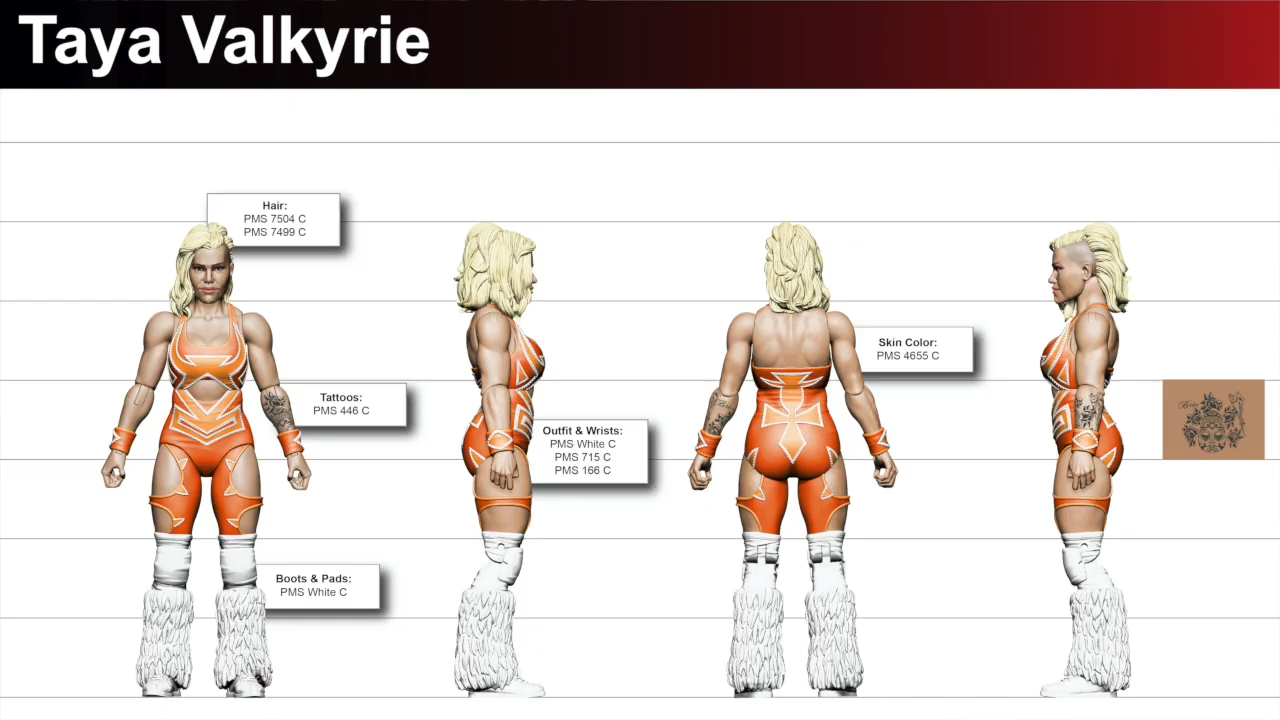 Taya Valkyrie
Hair:
PMS 7504 C
PMS 7499 C
Skin Color:
PMS 4655 C
Tattoos:
PMS 446 C
Outfit & Wrists:
PMS White C
PMS 715 C
PMS 166 C
Boots & Pads:
PMS White C